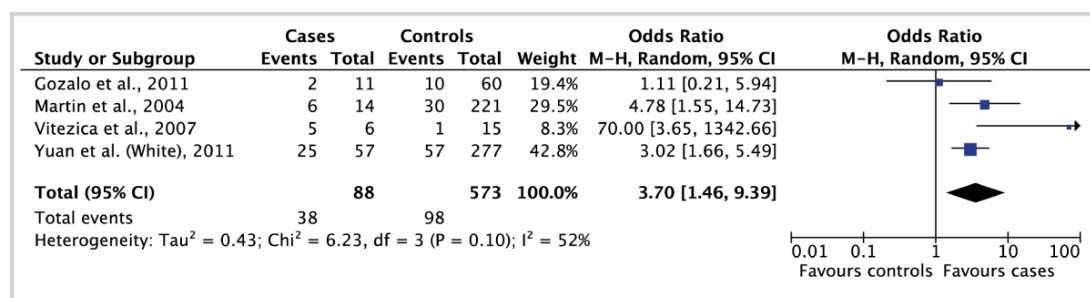 Cases Controls Odds Ratio Odds Ratio
Study or Subgroup Events Total Events Total Weight M–H, Random, 95% CI M–H, Random, 95% CI
Gozalo et al., 2011 2 11 10 60 19.4% 1.11 [0.21, 5.94]
Martin et al., 2004 6 14 30 221 29.5% 4.78 [1.55, 14.73]
Vitezica et al., 2007 5 6 1 15 8.3% 70.00 [3.65, 1342.66]
Yuan et al. (White), 2011 25 57 57 277 42.8% 3.02 [1.66, 5.49]
Total (95% CI) 88 573 100.0% 3.70 [1.46, 9.39]
Total events 38 98
Heterogeneity: Tau² = 0.43; Chi² = 6.23, df = 3 (P = 0.10); I² = 52%
0.01 0.1 1 10 100
Favours controls Favours cases